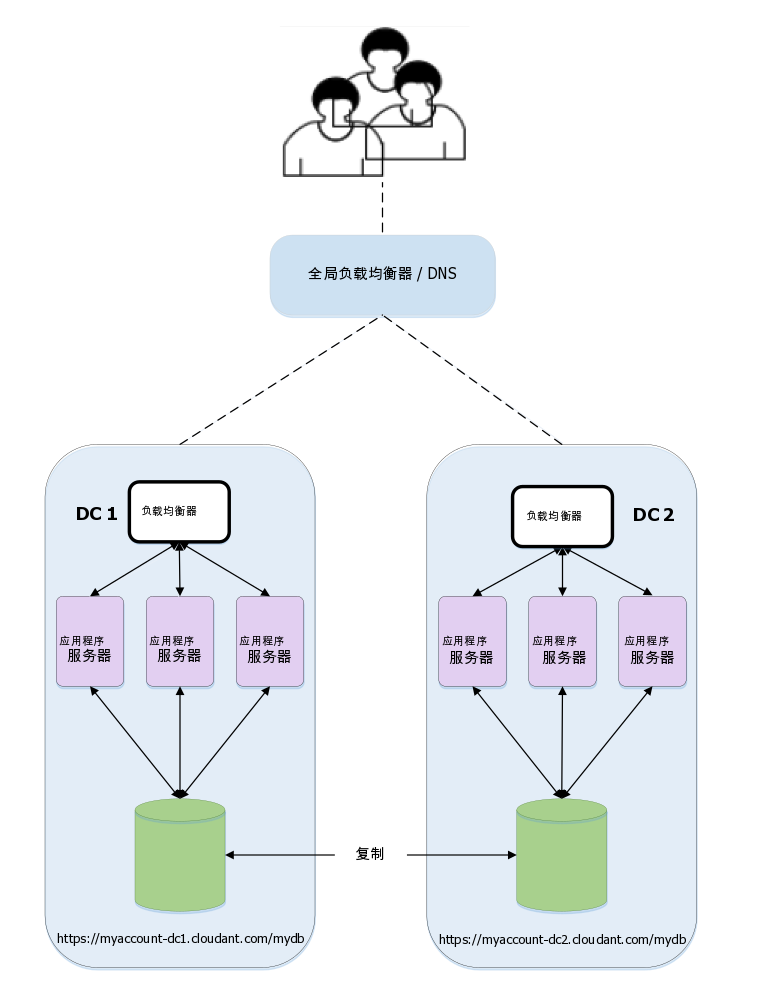 全局负载均衡器 / DNS
DC 1
负载均衡器
DC 2
负载均衡器
应用程序
服务器
应用程序
服务器
应用程序
服务器
应用程序
服务器
应用程序
服务器
应用程序
服务器
复制
https://myaccount-dc1.cloudant.com/mydb
https://myaccount-dc2.cloudant.com/mydb